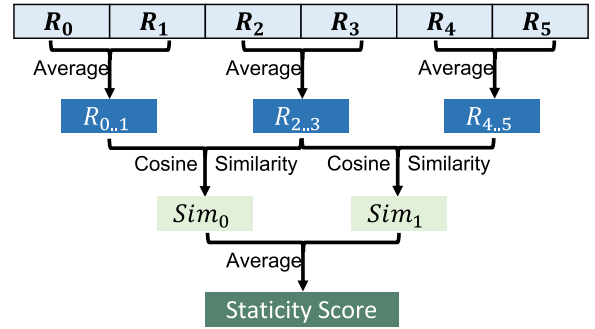 R0 R1 R2 R3 R4 R5
Average Average Average
R0..1 R2..3 R4..5
Cosine Similarity Cosine Similarity
Sim0 Sim1
Average
Staticity Score